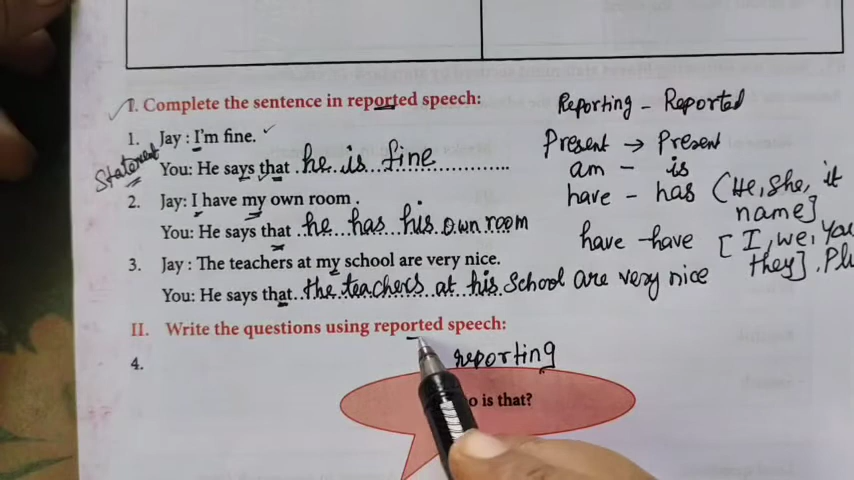 I. Complete the sentence in reported speech:
Reporting - Reported
1. Jay : I'm fine.
Present → Present
Statement
You: He says that he is fine
am - is
2. Jay: I have my own room .
have - has (He, She, it
name]
You: He says that he has his own room
have - have [I, we, You
they]. Pl
3. Jay : The teachers at my school are very nice.
You: He says that the teachers at his School are very nice
II. Write the questions using reported speech:
4.
reporting
o is that?